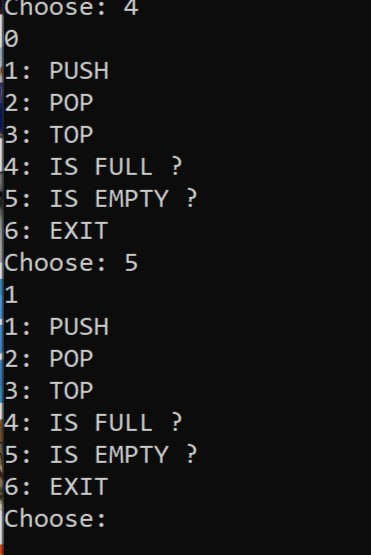 Choose: 4
0
1: PUSH
2: POP
3: TOP
4: IS FULL ?
5: IS EMPTY ?
6: EXIT
Choose: 5
1
1: PUSH
2: POP
3: TOP
4: IS FULL ?
5: IS EMPTY ?
6: EXIT
Choose: